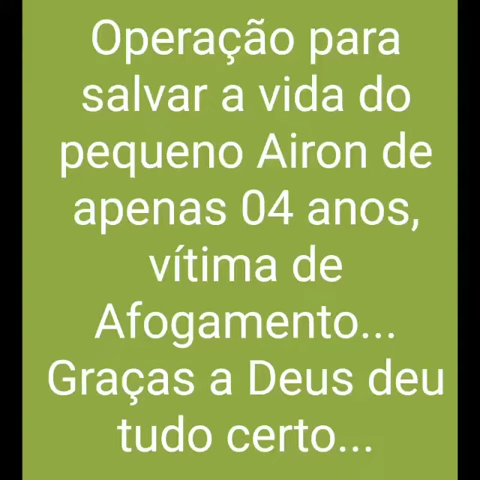 Operação para
salvar a vida do
pequeno Airon de
apenas 04 anos,
vítima de
Afogamento...
Graças a Deus deu
tudo certo...